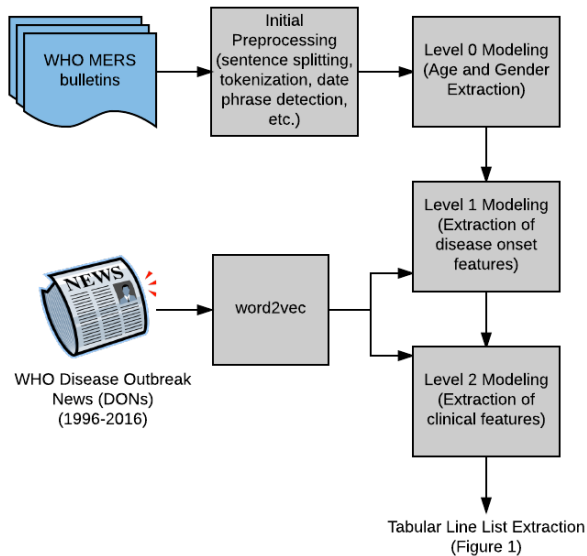 WHO MERS
bulletins
Initial
Preprocessing
(sentence splitting,
tokenization, date
phrase detection,
etc.)
Level 0 Modeling
(Age and Gender
Extraction)
Level 1 Modeling
(Extraction of
disease onset
features)
NEWS
word2vec
WHO Disease Outbreak
News (DONs)
(1996-2016)
Level 2 Modeling
(Extraction of
clinical features)
Tabular Line List Extraction
(Figure 1)